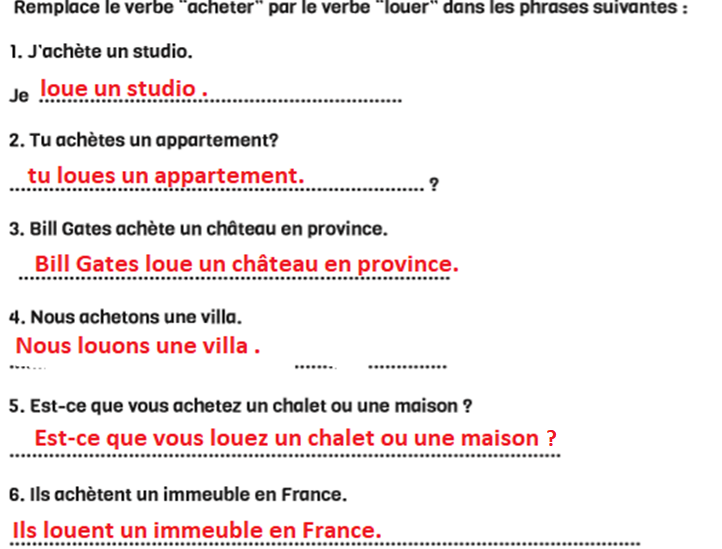 Remplace le verbe "acheter" par le verbe "louer" dans les phrases suivantes :
1. J'achète un studio.
Je loue un studio .
2. Tu achètes un appartement?
tu loues un appartement. ?
3. Bill Gates achète un château en province.
Bill Gates loue un château en province.
4. Nous achetons une villa.
Nous louons une villa .
5. Est-ce que vous achetez un chalet ou une maison ?
Est-ce que vous louez un chalet ou une maison ?
6. Ils achètent un immeuble en France.
Ils louent un immeuble en France.